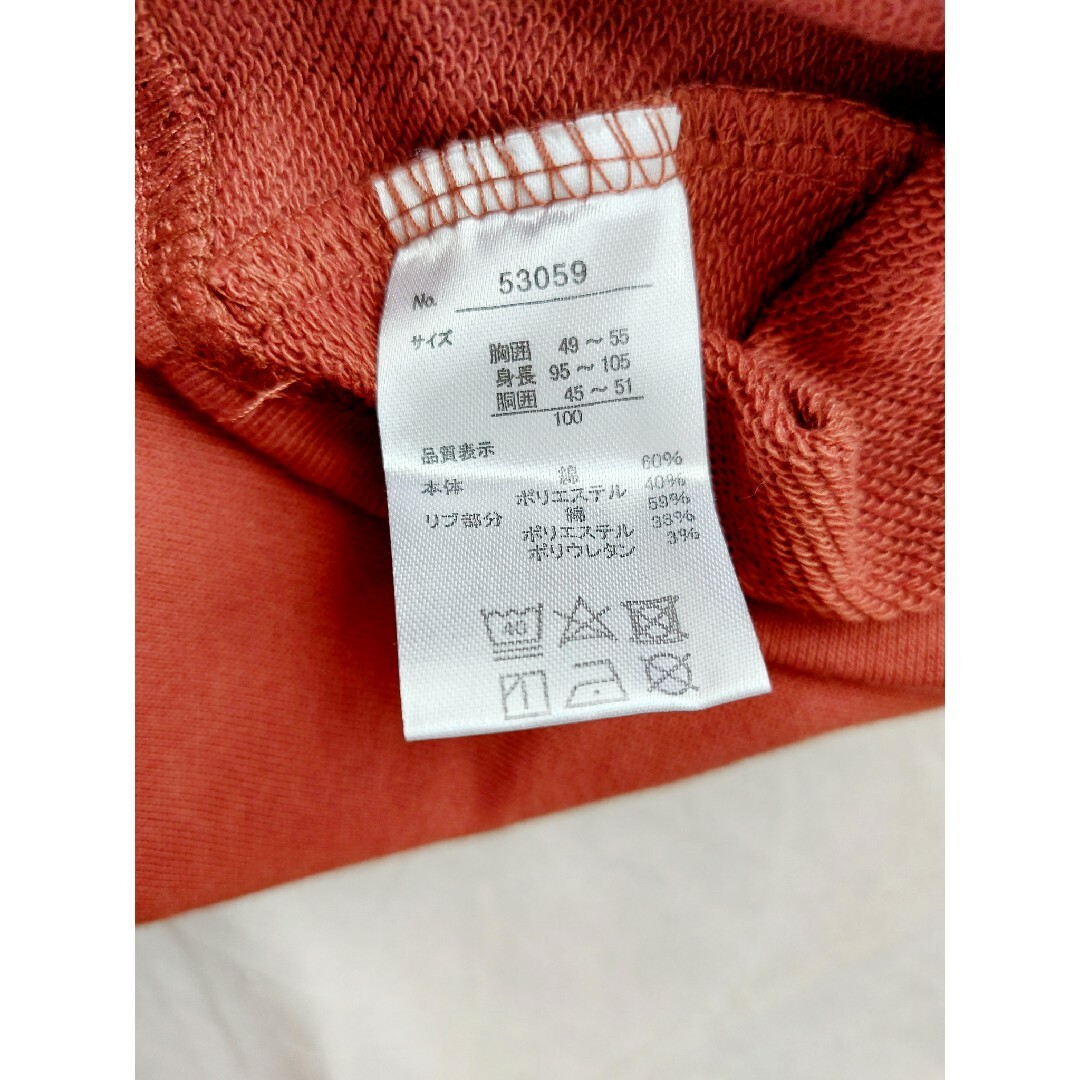 No. 53059
サイズ
胸囲 49～55
身長 95～105
胴囲 45～51
100
品質表示
本体 綿 60%
ポリエステル 40%
リブ部分 綿 59%
ポリエステル 38%
ポリウレタン 3%
40